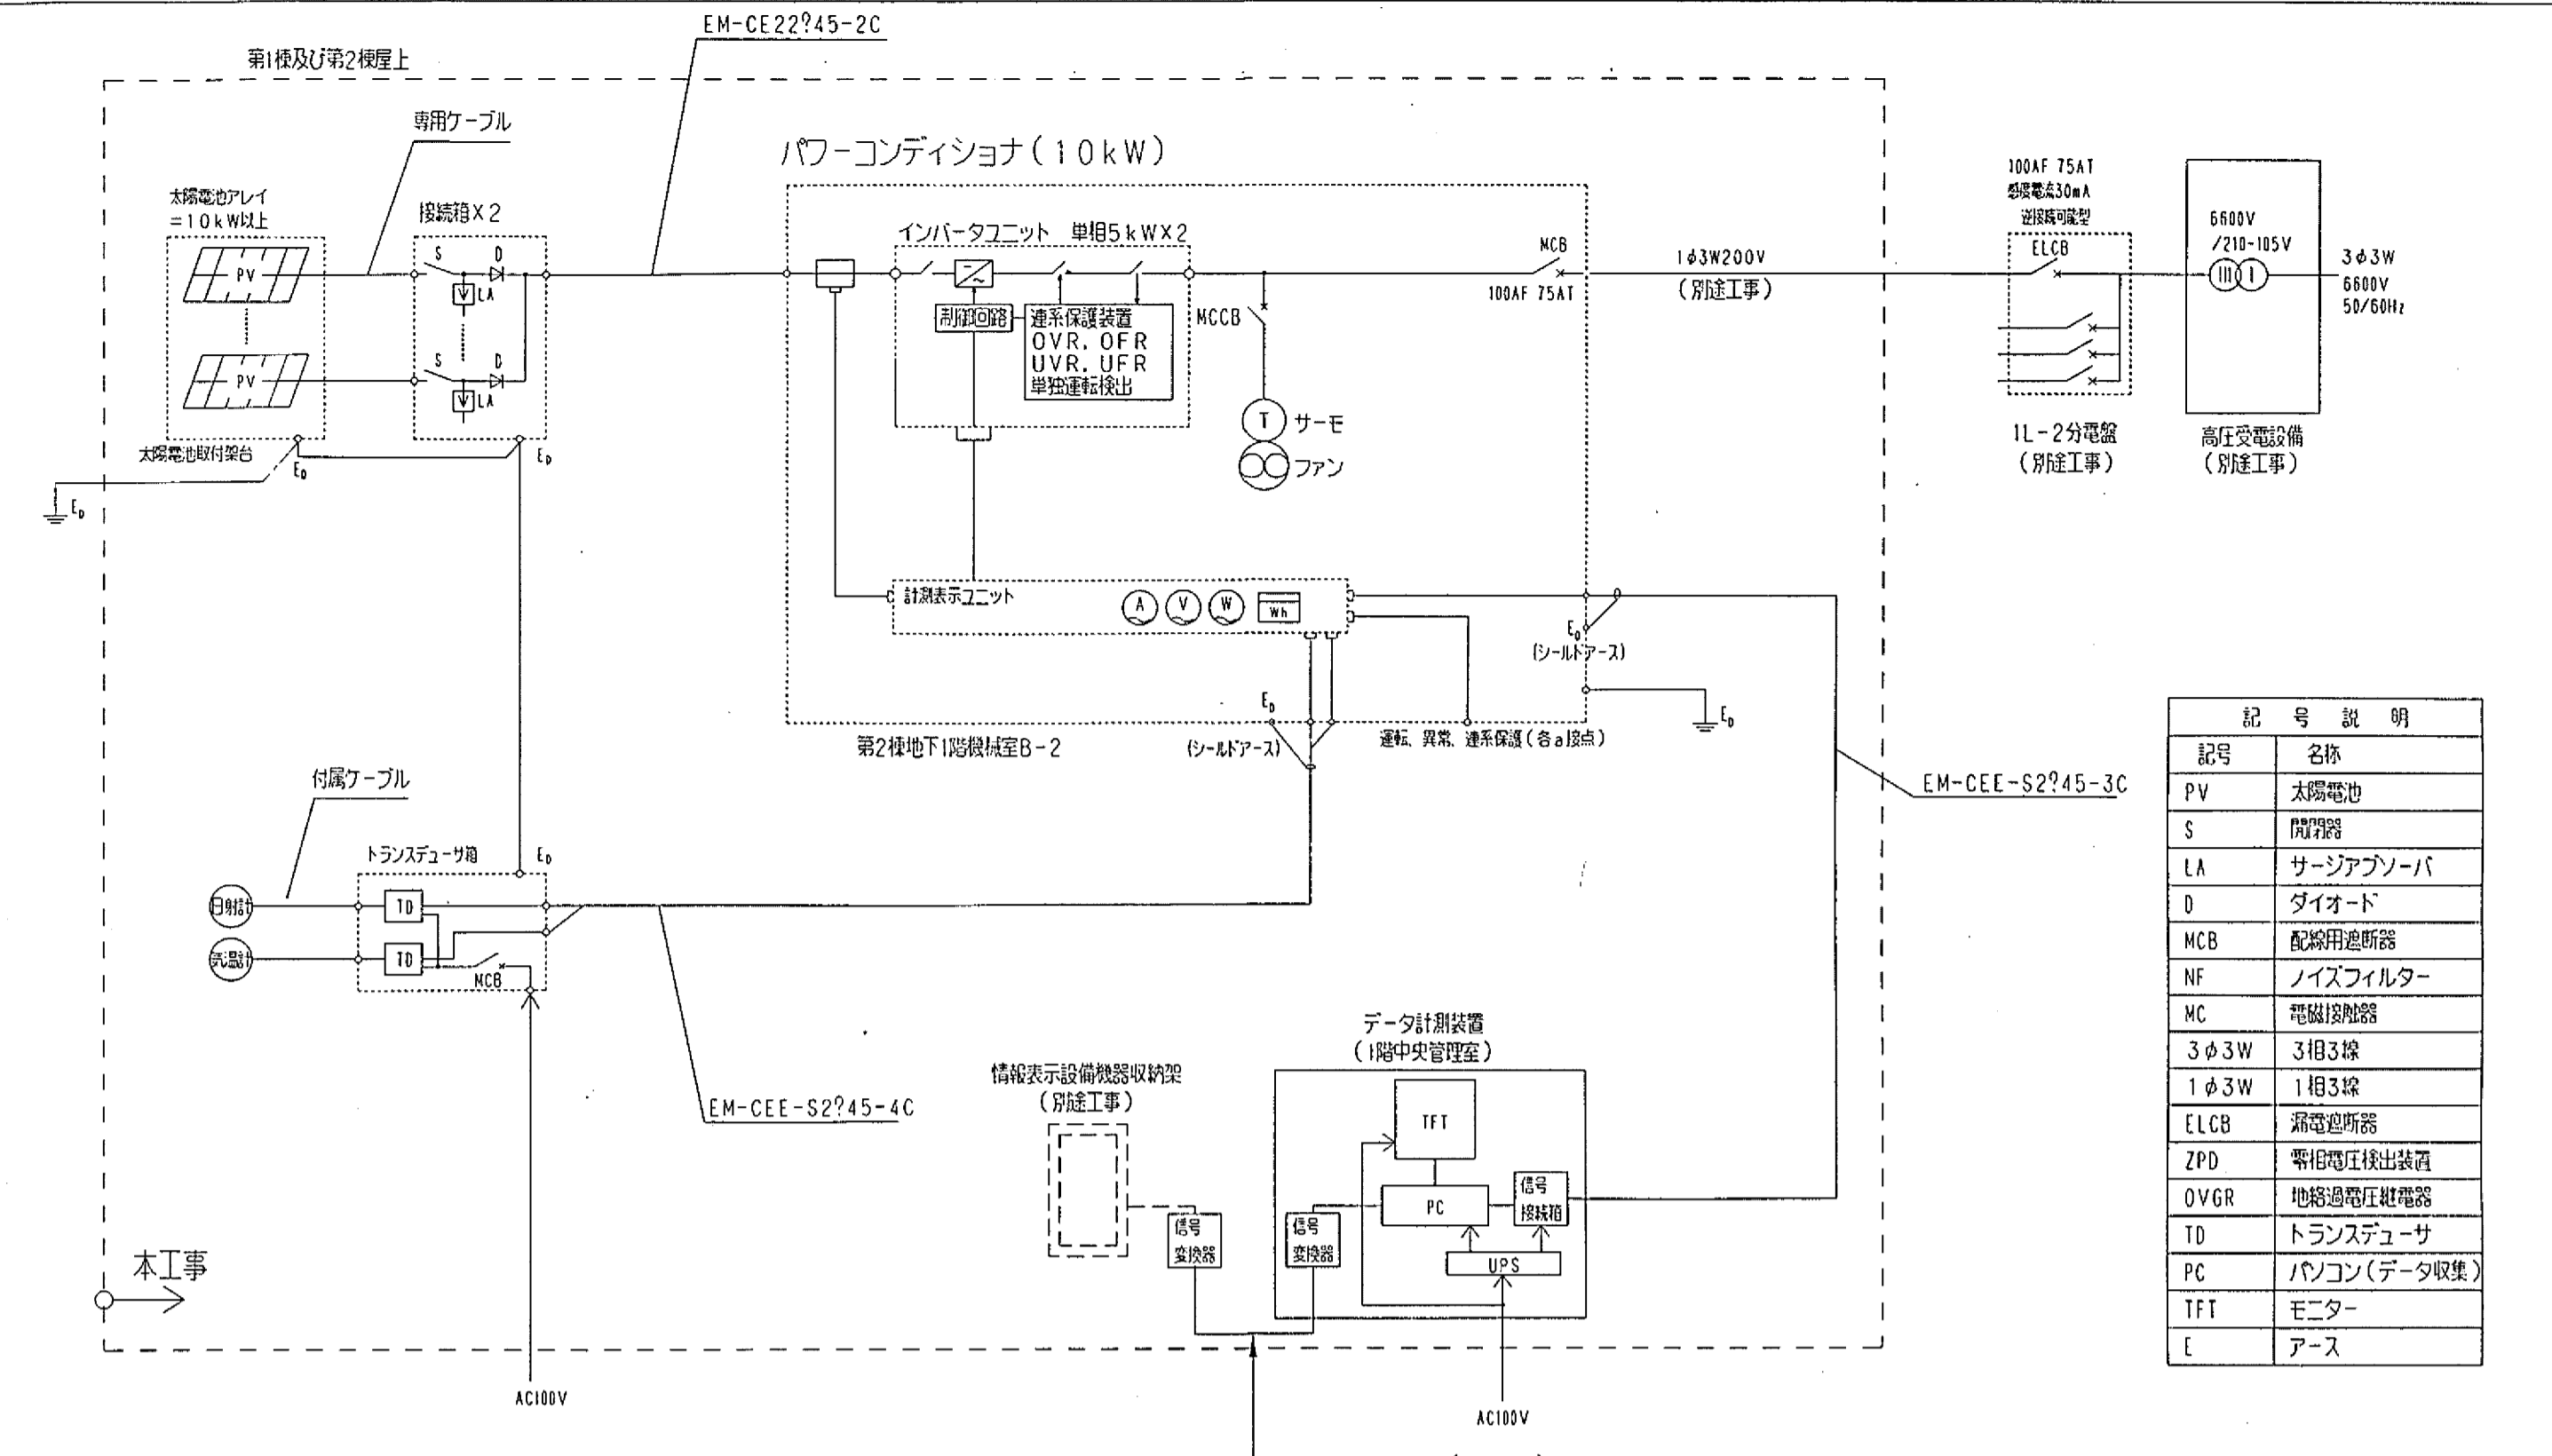 EM-CE22?45-2C
第1棟及び第2棟屋上
専用ケーブル
パワーコンディショナ(10kW)
太陽電池アレイ
=10kW以上
接続箱×2
インバータユニット 単相5kW×2
PV
S
D
LA
PV
S
D
LA
制御回路
連系保護装置
OVR. OFR
UVR. UFR
単独運転検出
MCCB
MCB
100AF 75AT
1φ3W200V
(別途工事)
100AF 75AT
感度電流30mA
逆接続可能型
ELCB
6600V
/210-105V
3φ3W
6600V
50/60Hz
T
サーモ
ファン
1L-2分電盤
(別途工事)
高圧受電設備
(別途工事)
太陽電池取付架台
ED
ED
ED
計測表示ユニット
A
V
W
Wh
ED
(シールドアース)
ED
ED
(シールドアース)
運転、異常、連系保護(各a接点)
第2棟地下1階機械室B-2
付属ケーブル
EM-CEE-S2?45-3C
トランスデューサ箱
ED
日射計
TD
気温計
TD
MCB
EM-CEE-S2?45-4C
データ計測装置
(1階中央管理室)
情報表示設備機器収納架
(別途工事)
TFT
PC
信号
接続箱
信号
変換器
信号
変換器
UPS
本工事
AC100V
AC100V
記号説明
記号 名称
PV 太陽電池
S 開閉器
LA サージアブソーバ
D ダイオード
MCB 配線用遮断器
NF ノイズフィルター
MC 電磁接触器
3φ3W 3相3線
1φ3W 1相3線
ELCB 漏電遮断器
ZPD 零相電圧検出装置
OVGR 地絡過電圧継電器
TD トランスデューサ
PC パソコン(データ収集)
TFT モニター
E アース